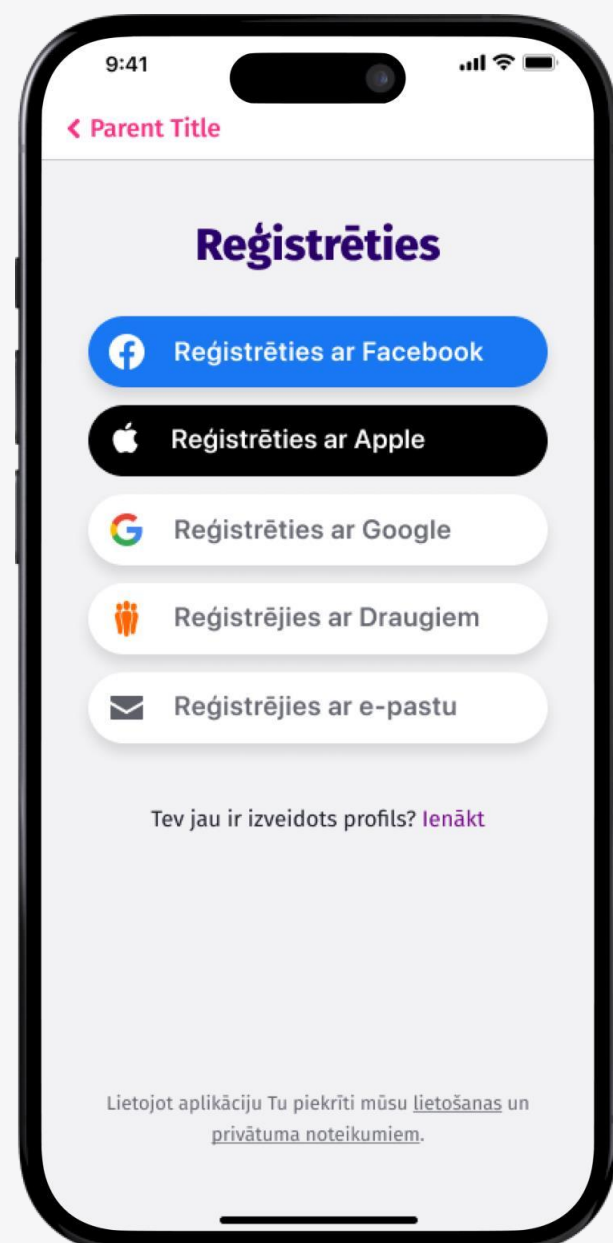 9:41
Parent Title
Reģistrēties
Reģistrēties ar Facebook
Reģistrēties ar Apple
Reģistrēties ar Google
Reģistrējies ar Draugiem
Reģistrējies ar e-pastu
Tev jau ir izveidots profils? Ienākt
Lietojot aplikāciju Tu piekrīti mūsu lietošanas un
privātuma noteikumiem.